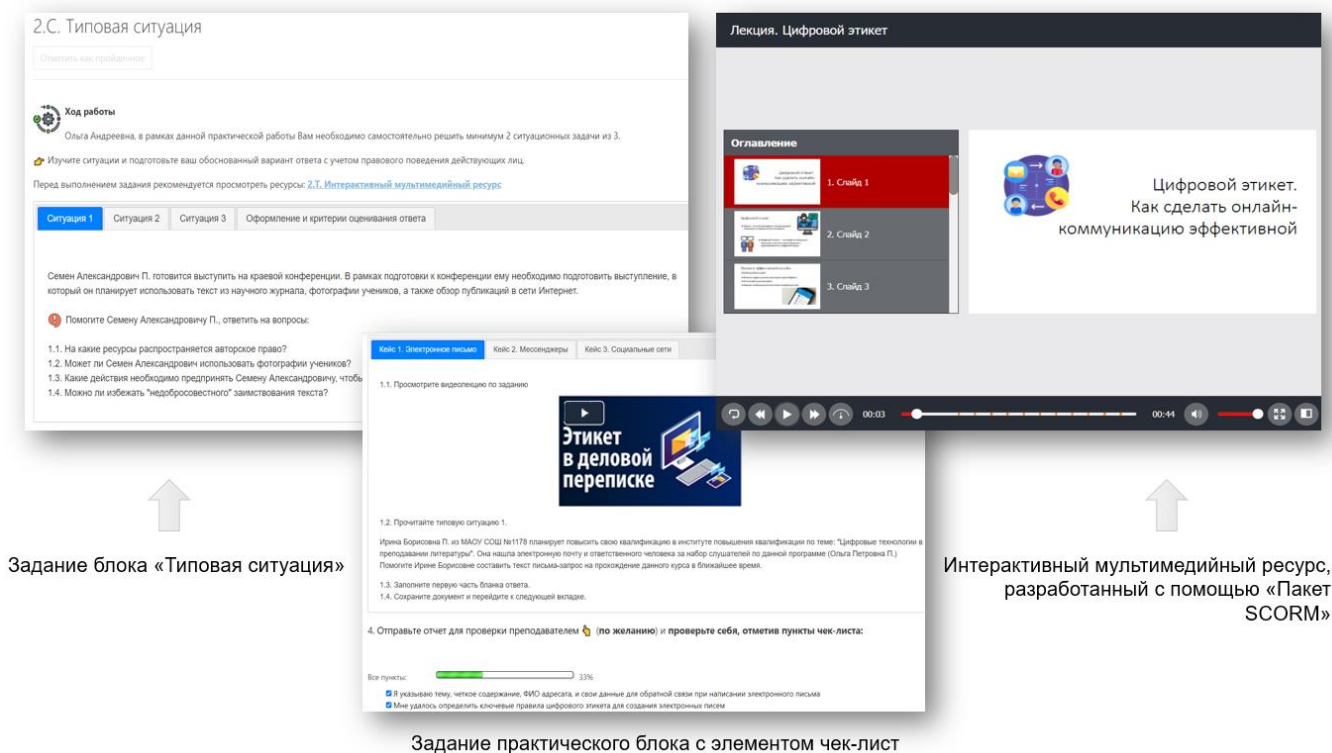 2.С. Типовая ситуация
Отметить как пройденное
Ход работы
Ольга Андреевна, в рамках данной практической работы Вам необходимо самостоятельно решить минимум 2 ситуационных задачи из 3.
Изучите ситуации и подготовьте ваш обоснованный вариант ответа с учетом правового поведения действующих лиц.
Перед выполнением задания рекомендуется просмотреть ресурсы: 2.Т. Интерактивный мультимедийный ресурс
Ситуация 1 Ситуация 2 Ситуация 3 Оформление и критерии оценивания ответа
Семен Александрович П. готовится выступить на краевой конференции. В рамках подготовки к конференции ему необходимо подготовить выступление, в
который он планирует использовать текст из научного журнала, фотографии учеников, а также обзор публикаций в сети Интернет.
Помогите Семену Александровичу П., ответить на вопросы:
1.1. На какие ресурсы распространяется авторское право?
1.2. Может ли Семен Александрович использовать фотографии учеников?
1.3. Какие действия необходимо предпринять Семену Александровичу, чтобы
1.4. Можно ли избежать "недобросовестного" заимствования текста?
Задание блока «Типовая ситуация»
Кейс 1. Электронное письмо Кейс 2. Мессенджеры Кейс 3. Социальные сети
1.1. Просмотрите видеолекцию по заданию
Этикет
в деловой
переписке
1.2. Прочитайте типовую ситуацию 1.
Ирина Борисовна П. из МАОУ СОШ №1178 планирует повысить свою квалификацию в институте повышения квалификации по теме: "Цифровые технологии в
преподавании литературы". Она нашла электронную почту и ответственного человека за набор слушателей по данной программе (Ольга Петровна П.)
Помогите Ирине Борисовне составить текст письма-запрос на прохождение данного курса в ближайшее время.
1.3. Заполните первую часть бланка ответа.
1.4. Сохраните документ и перейдите к следующей вкладке.
4. Отправьте отчет для проверки преподавателем (по желанию) и проверьте себя, отметив пункты чек-листа:
Все пункты: 33%
Я указываю тему, четкое содержание, ФИО адресата, и свои данные для обратной связи при написании электронного письма
Мне удалось определить ключевые правила цифрового этикета для создания электронных писем
Задание практического блока с элементом чек-лист
Лекция. Цифровой этикет
Оглавление
1. Слайд 1
2. Слайд 2
3. Слайд 3
Цифровой этикет.
Как сделать онлайн-
коммуникацию эффективной
00:03 00:44
Интерактивный мультимедийный ресурс,
разработанный с помощью «Пакет
SCORM»